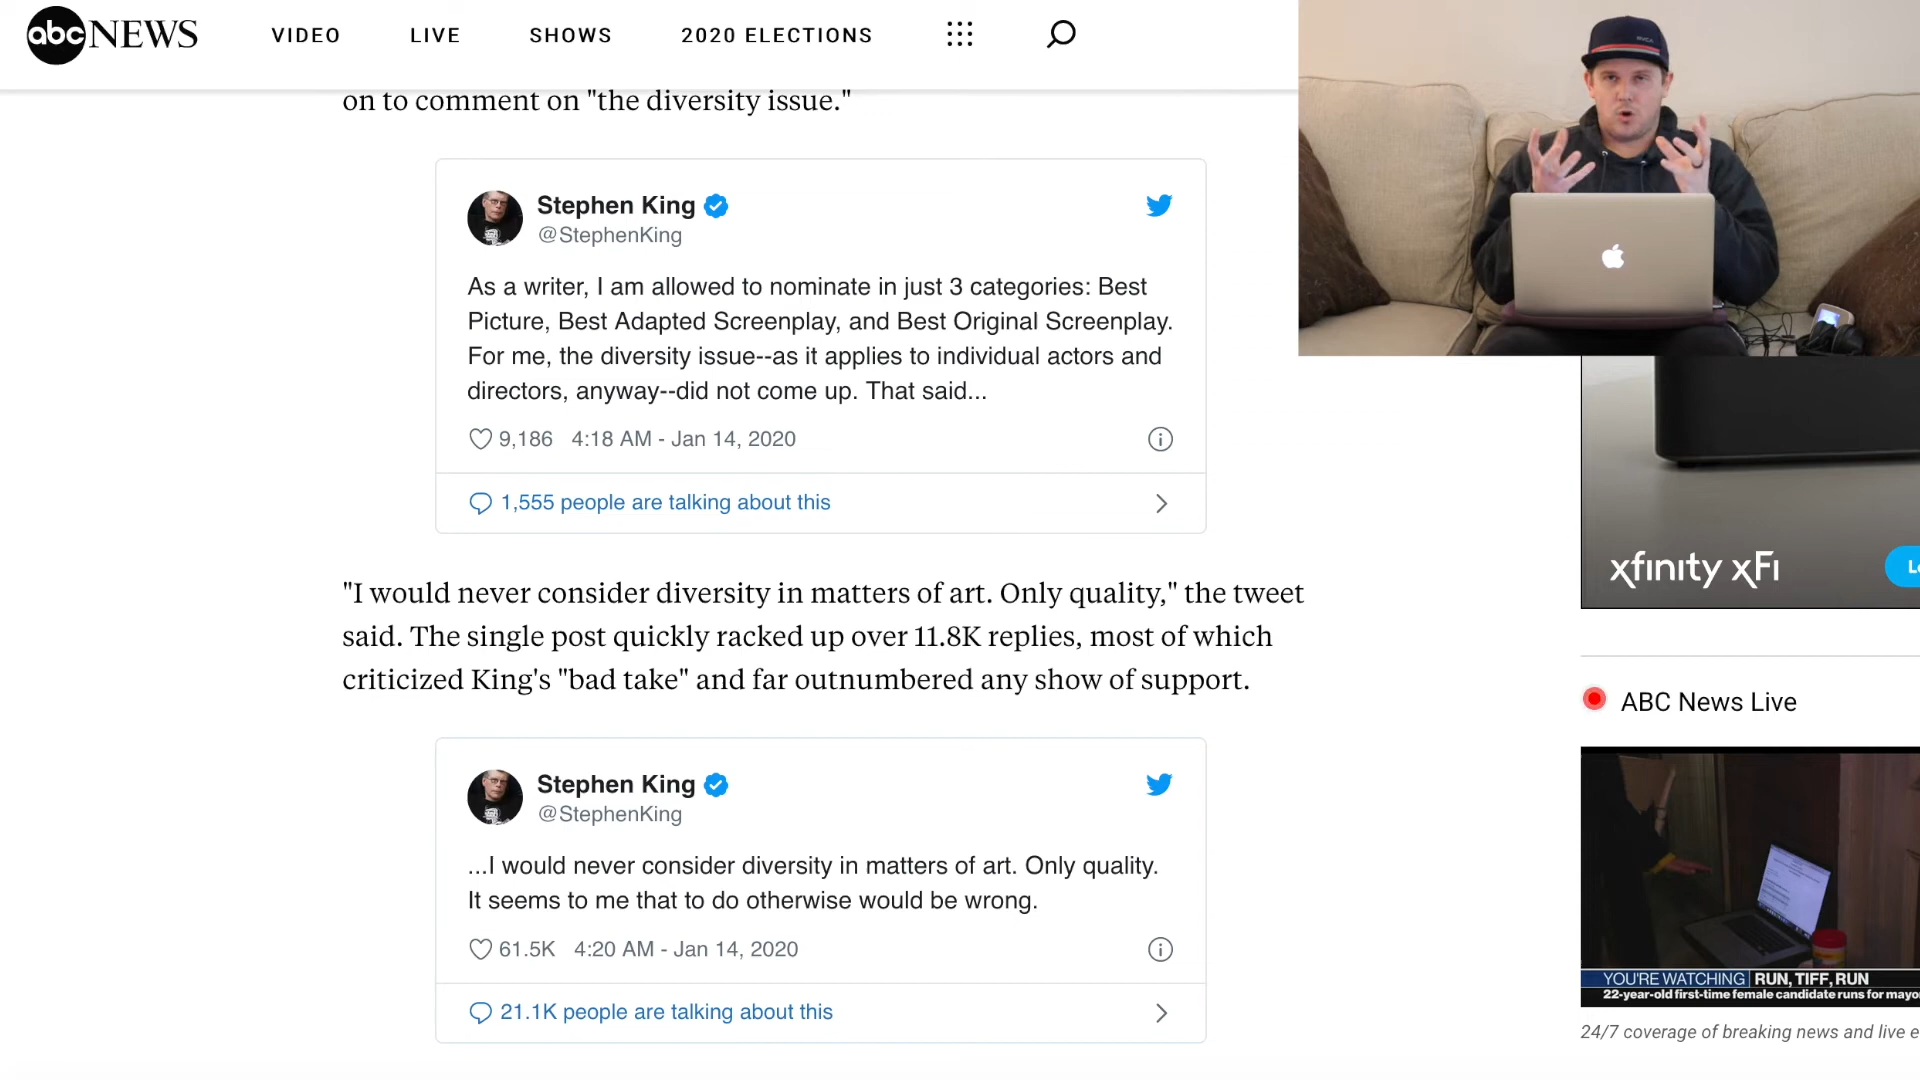 abc NEWS
VIDEO LIVE SHOWS 2020 ELECTIONS
on to comment on "the diversity issue."
Stephen King
@StephenKing
As a writer, I am allowed to nominate in just 3 categories: Best
Picture, Best Adapted Screenplay, and Best Original Screenplay.
For me, the diversity issue--as it applies to individual actors and
directors, anyway--did not come up. That said...
9,186 4:18 AM - Jan 14, 2020
1,555 people are talking about this
"I would never consider diversity in matters of art. Only quality," the tweet
said. The single post quickly racked up over 11.8K replies, most of which
criticized King's "bad take" and far outnumbered any show of support.
Stephen King
@StephenKing
...I would never consider diversity in matters of art. Only quality.
It seems to me that to do otherwise would be wrong.
61.5K 4:20 AM - Jan 14, 2020
21.1K people are talking about this
xfinity xFi
ABC News Live
YOU'RE WATCHING RUN, TIFF, RUN
22-year-old first-time female candidate runs for mayo
24/7 coverage of breaking news and live e